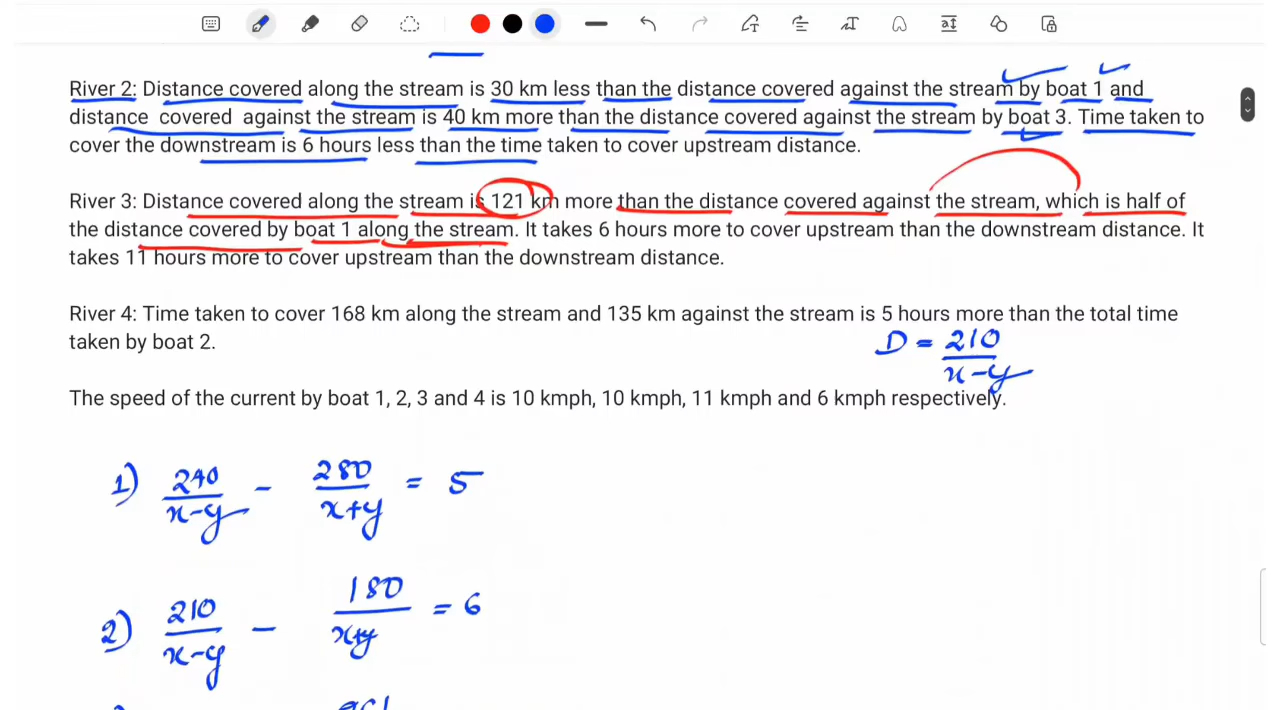 River 2: Distance covered along the stream is 30 km less than the distance covered against the stream by boat 1 and
distance covered against the stream is 40 km more than the distance covered against the stream by boat 3. Time taken to
cover the downstream is 6 hours less than the time taken to cover upstream distance.
River 3: Distance covered along the stream is 121 km more than the distance covered against the stream, which is half of
the distance covered by boat 1 along the stream. It takes 6 hours more to cover upstream than the downstream distance. It
takes 11 hours more to cover upstream than the downstream distance.
River 4: Time taken to cover 168 km along the stream and 135 km against the stream is 5 hours more than the total time
taken by boat 2.
D = 210
x-y
The speed of the current by boat 1, 2, 3 and 4 is 10 kmph, 10 kmph, 11 kmph and 6 kmph respectively.
1) 240/x-y - 280/x+y = 5
2) 210/x-y - 180/x+y = 6